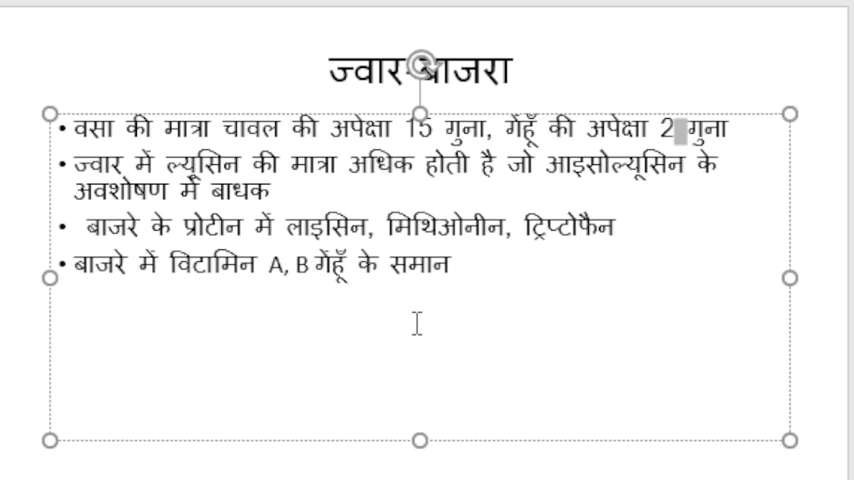 ज्वार-बाजरा
• वसा की मात्रा चावल की अपेक्षा 15 गुना, गेंहूँ की अपेक्षा 2 गुना
• ज्वार में ल्यूसिन की मात्रा अधिक होती है जो आइसोल्यूसिन के
अवशोषण में बाधक
• बाजरे के प्रोटीन में लाइसिन, मिथिओनीन, ट्रिप्टोफैन
• बाजरे में विटामिन A, B गेंहूँ के समान